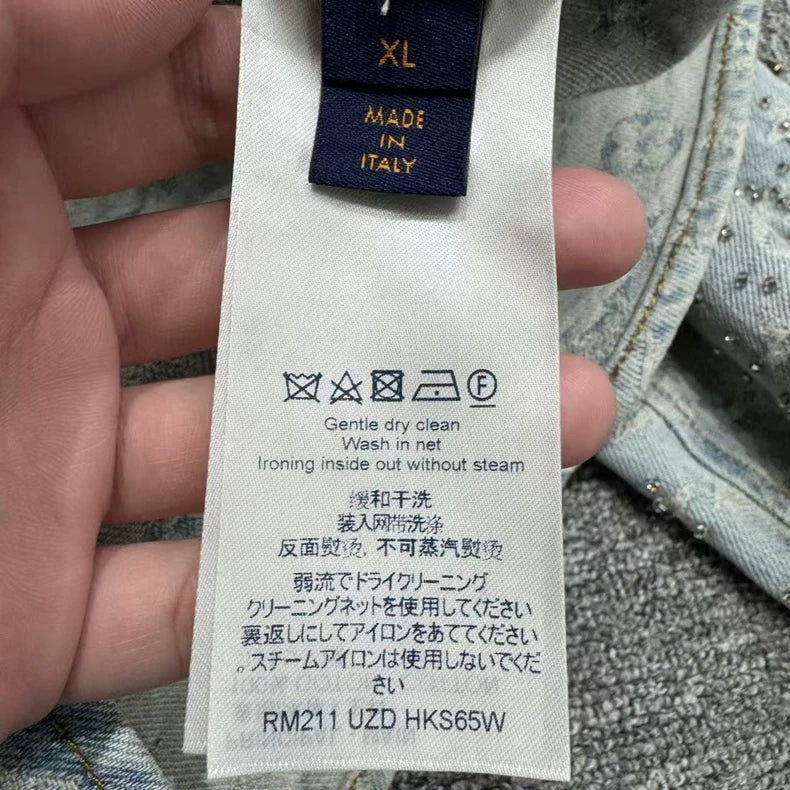 XL
MADE
IN
ITALY
F
Gentle dry clean
Wash in net
Ironing inside out without steam
缓和干洗
装入网带洗涤
反面熨烫, 不可蒸汽熨烫
弱流でドライクリーニング
クリーニングネットを使用してください
裏返しにしてアイロンをあててください
。スチームアイロンは使用しないでくだ
さい
RM211 UZD HKS65W